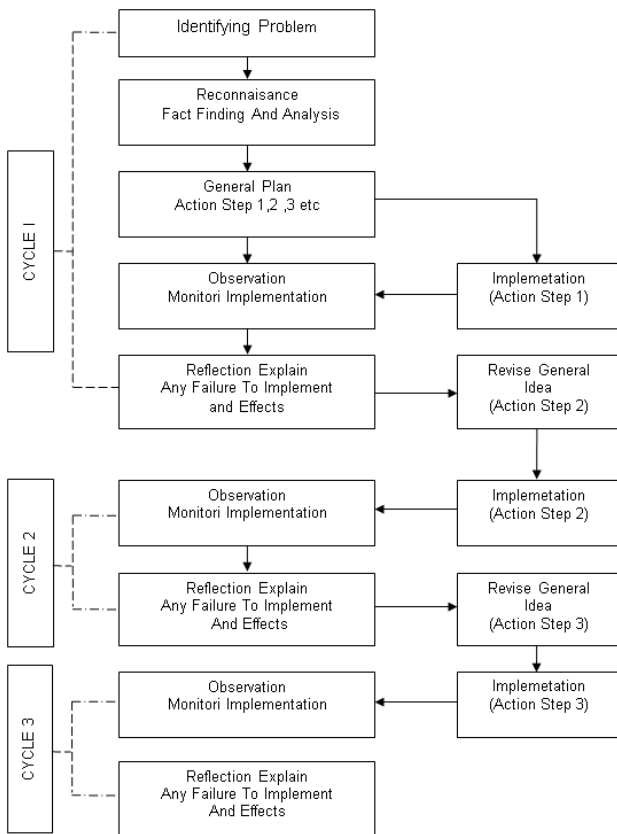 Identifying Problem
Reconnaisance
Fact Finding And Analysis
CYCLE I
General Plan
Action Step 1,2 ,3 etc
Observation
Monitori Implementation
Implemetation
(Action Step 1)
Reflection Explain
Any Failure To Implement
and Effects
Revise General
Idea
(Action Step 2)
CYCLE 2
Observation
Monitori Implementation
Implemetation
(Action Step 2)
Reflection Explain
Any Failure To Implement
And Effects
Revise General
Idea
(Action Step 3)
CYCLE 3
Observation
Monitori Implementation
Implemetation
(Action Step 3)
Reflection Explain
Any Failure To Implement
And Effects